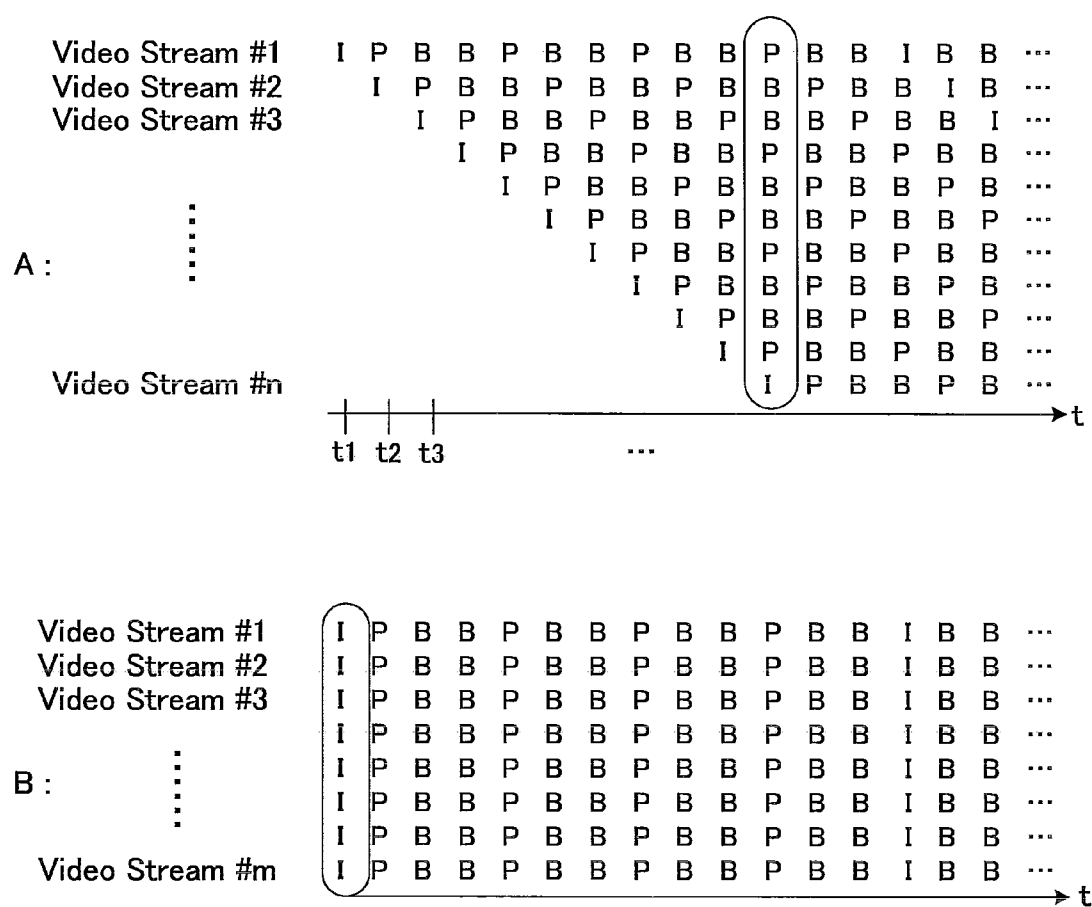 Video Stream #1 I P B B P B B P B B P B B I B B ...
Video Stream #2 I P B B P B B P B B P B B I B ...
Video Stream #3 I P B B P B B P B B P B B I ...
I P B B P B B P B B P B B ...
I P B B P B B P B B P B ...
I P B B P B B P B B P ...
A : I P B B P B B P B B ...
I P B B P B B P B ...
I P B B P B B P ...
I P B B P B B ...
Video Stream #n I P B B P B ...
t
t1 t2 t3 ...
Video Stream #1 I P B B P B B P B B P B B I B B ...
Video Stream #2 I P B B P B B P B B P B B I B B ...
Video Stream #3 I P B B P B B P B B P B B I B B ...
I P B B P B B P B B P B B I B B ...
B : I P B B P B B P B B P B B I B B ...
I P B B P B B P B B P B B I B B ...
I P B B P B B P B B P B B I B B ...
Video Stream #m I P B B P B B P B B P B B I B B ...
t